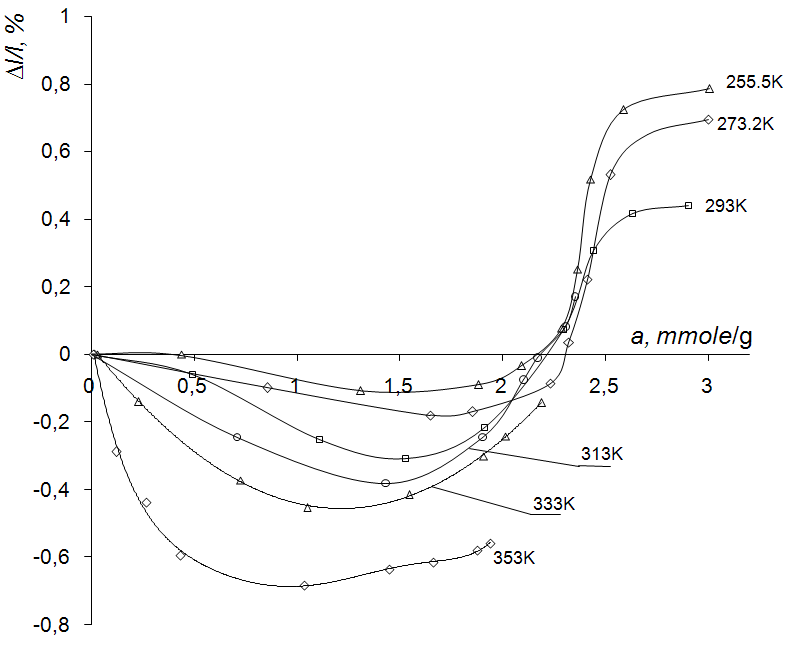 Δl/l, %
1
0,8
0,6
0,4
0,2
0
-0,2
-0,4
-0,6
-0,8
0
0,5
1
1,5
2
2,5
3
a, mmole/g
255.5K
273.2K
293K
313K
333K
353K